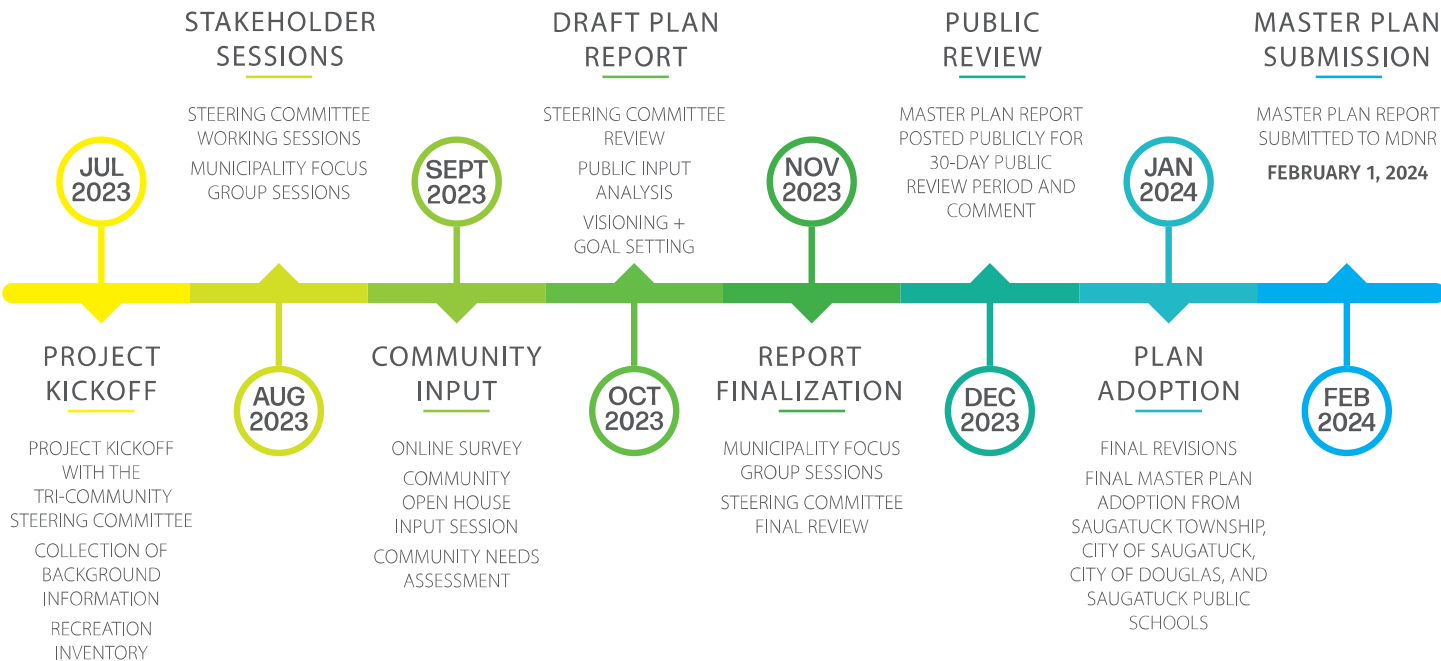 JUL
2023
PROJECT
KICKOFF
PROJECT KICKOFF
WITH THE
TRI-COMMUNITY
STEERING COMMITTEE
COLLECTION OF
BACKGROUND
INFORMATION
RECREATION
INVENTORY
STAKEHOLDER
SESSIONS
STEERING COMMITTEE
WORKING SESSIONS
MUNICIPALITY FOCUS
GROUP SESSIONS
AUG
2023
SEPT
2023
COMMUNITY
INPUT
ONLINE SURVEY
COMMUNITY
OPEN HOUSE
INPUT SESSION
COMMUNITY NEEDS
ASSESSMENT
DRAFT PLAN
REPORT
STEERING COMMITTEE
REVIEW
PUBLIC INPUT
ANALYSIS
VISIONING +
GOAL SETTING
OCT
2023
NOV
2023
REPORT
FINALIZATION
MUNICIPALITY FOCUS
GROUP SESSIONS
STEERING COMMITTEE
FINAL REVIEW
PUBLIC
REVIEW
MASTER PLAN REPORT
POSTED PUBLICLY FOR
30-DAY PUBLIC
REVIEW PERIOD AND
COMMENT
DEC
2023
JAN
2024
PLAN
ADOPTION
FINAL REVISIONS
FINAL MASTER PLAN
ADOPTION FROM
SAUGATUCK TOWNSHIP,
CITY OF SAUGATUCK,
CITY OF DOUGLAS, AND
SAUGATUCK PUBLIC
SCHOOLS
MASTER PLAN
SUBMISSION
MASTER PLAN REPORT
SUBMITTED TO MDNR
FEBRUARY 1, 2024
FEB
2024